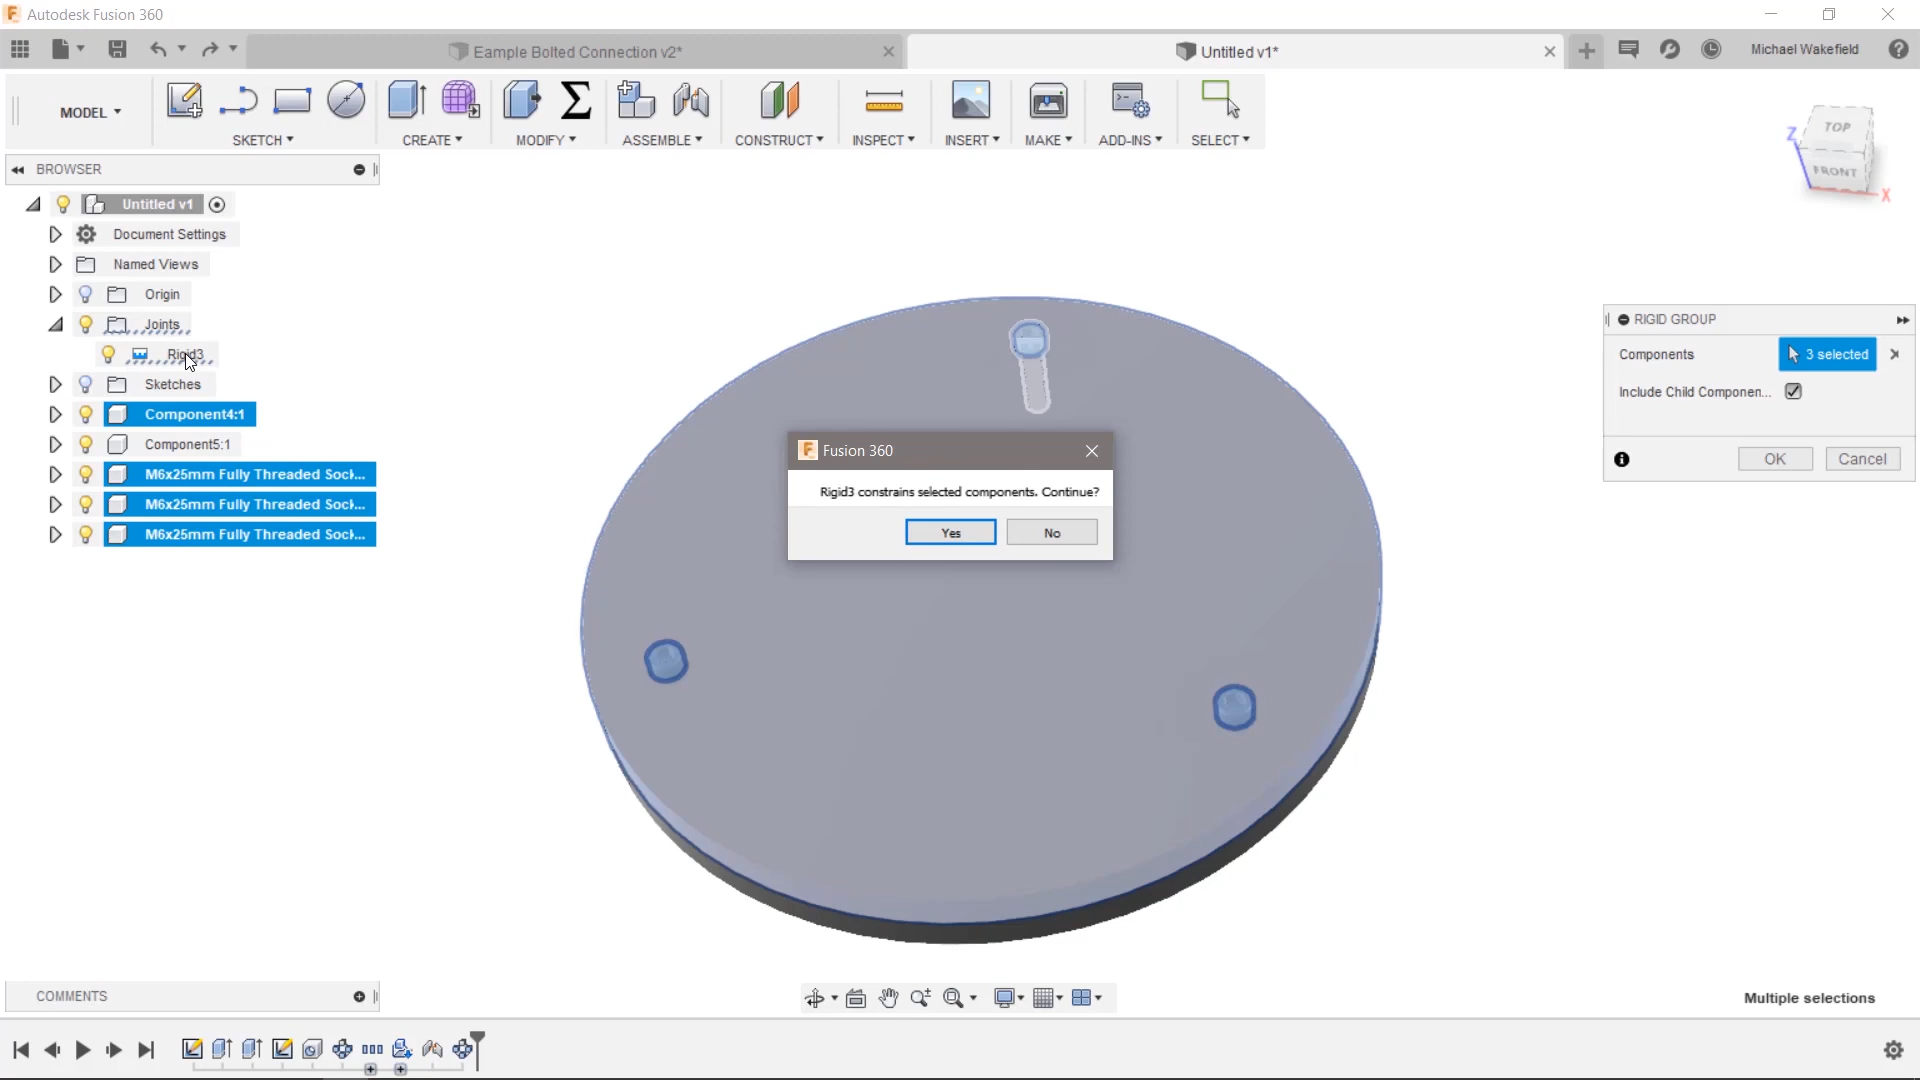 Autodesk Fusion 360
Eample Bolted Connection v2*
Untitled v1*
Michael Wakefield
MODEL
SKETCH
CREATE
MODIFY
ASSEMBLE
CONSTRUCT
INSPECT
INSERT
MAKE
ADD-INS
SELECT
TOP
FRONT
Z
X
BROWSER
Untitled v1
Document Settings
Named Views
Origin
Joints
Rigid3
Sketches
Component4:1
Component5:1
M6x25mm Fully Threaded Sock...
M6x25mm Fully Threaded Sock...
M6x25mm Fully Threaded Sock...
Fusion 360
Rigid3 constrains selected components. Continue?
Yes
No
RIGID GROUP
Components
3 selected
Include Child Componen...
OK
Cancel
COMMENTS
Multiple selections